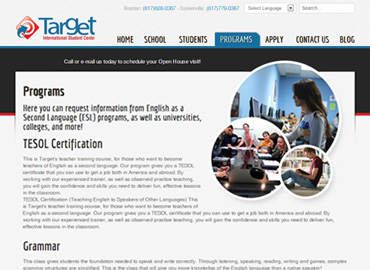 Boston: (617)928-0367 - Somerville: (617)779-0367
Select Language
Search...
Target
International Student Center
HOME SCHOOL STUDENTS PROGRAMS APPLY CONTACT US BLOG
Call or e-mail us today to schedule your Open House visit!
Programs
Here you can request information from English as a
Second Language (ESL) programs, as well as universities,
colleges, and more!
TESOL Certification
This is Target's teacher training course, for those who want to become
teachers of English as a second language. Our program gives you a TEDOL
certificate that you can use to get a job both in America and abroad. By
working with our experienced trainer, as well as observed practice teaching,
you will gain the confidence and skills you need to deliver fun, effective lessons
in the classroom.
TESOL Certification (Teaching English to Speakers of Other Languages) This
is Target's teacher training course, for those who want to become teachers
of English as a second language. Our program gives you a TEDOL certificate that you can use to get a job both in America and abroad. By
working with our experienced trainer, as well as observed practice teaching, you will gain the confidence and skills you need to deliver fun,
effective lessons in the classroom.
Grammar
This class gives students the foundation needed to speak and write correctly. Through listening, speaking, reading, writing and games, complex
grammar structures are simplified. This is the class that will give you more knowledge of the English language than a native speaker!